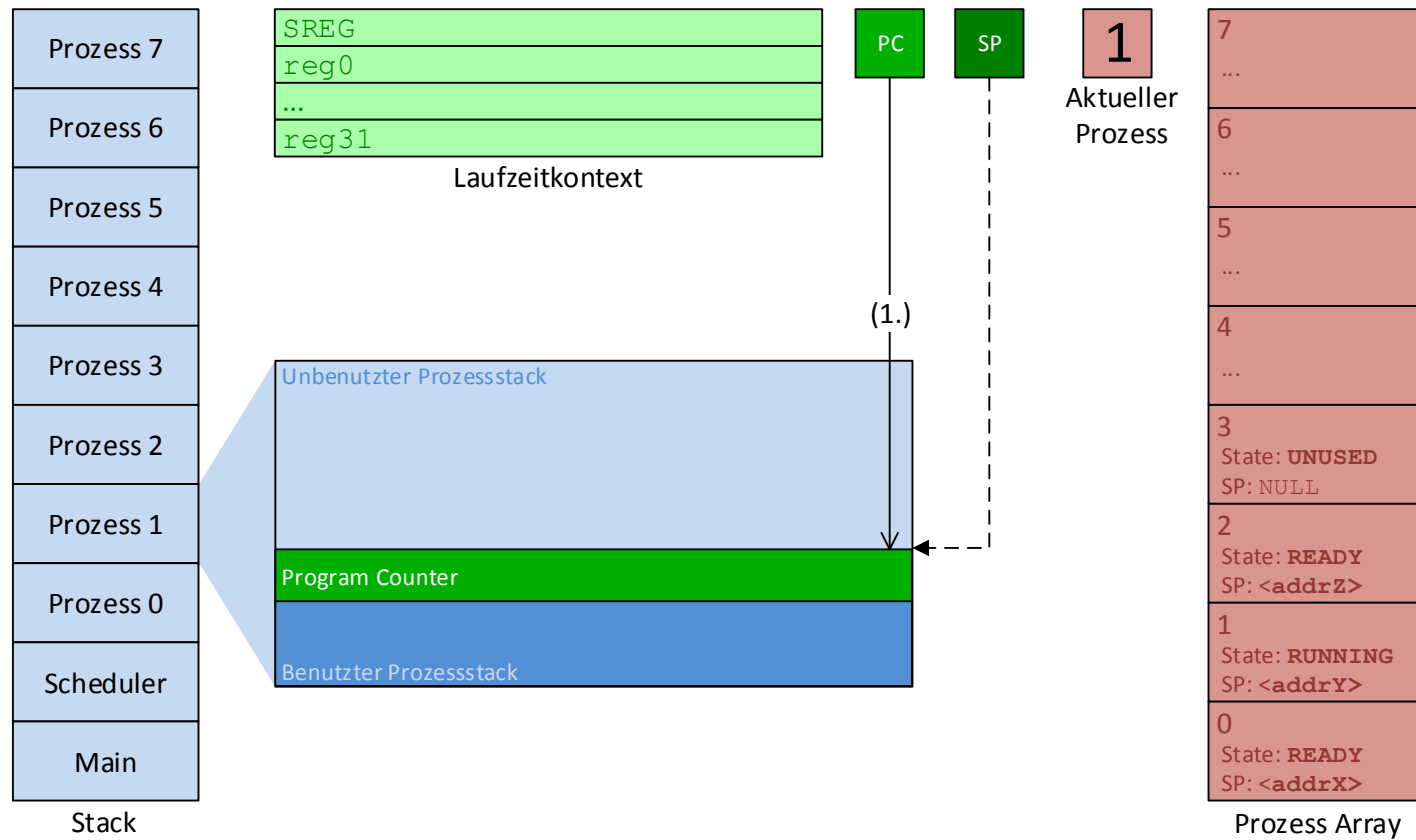 Prozess 7
Prozess 6
Prozess 5
Prozess 4
Prozess 3
Prozess 2
Prozess 1
Prozess 0
Scheduler
Main
Stack
SREG
reg0
...
reg31
Laufzeitkontext
PC
SP
1
Aktueller
Prozess
(1.)
Unbenutzter Prozessstack
Program Counter
Benutzter Prozessstack
7
...
6
...
5
...
4
...
3
State: UNUSED
SP: NULL
2
State: READY
SP: <addrZ>
1
State: RUNNING
SP: <addrY>
0
State: READY
SP: <addrX>
Prozess Array